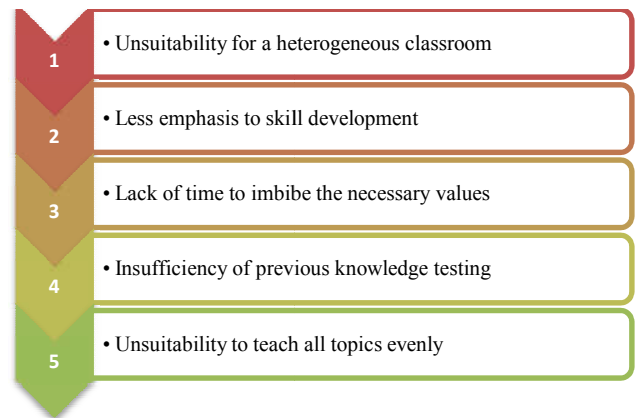 1 • Unsuitability for a heterogeneous classroom
2 • Less emphasis to skill development
3 • Lack of time to imbibe the necessary values
4 • Insufficiency of previous knowledge testing
5 • Unsuitability to teach all topics evenly